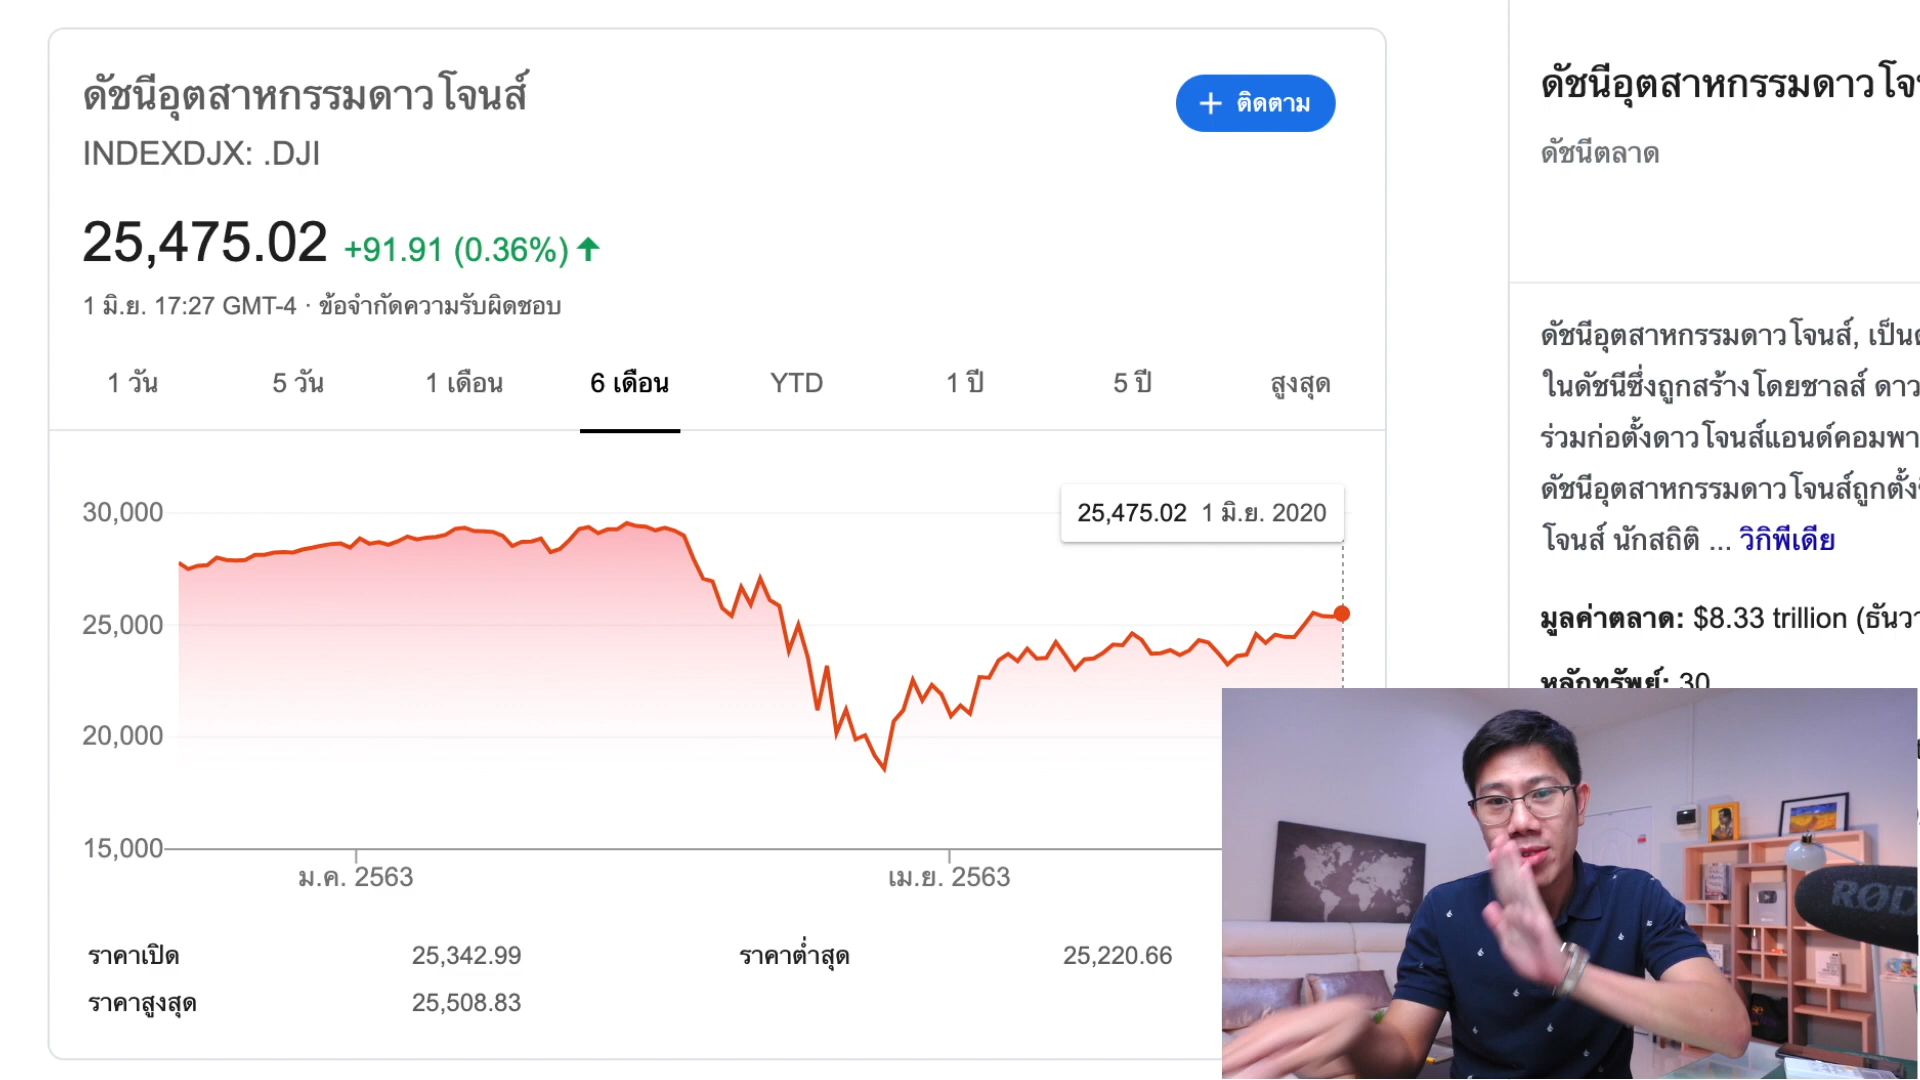 ดัชนีอุตสาหกรรมดาวโจนส์
INDEXDJX: .DJI
+ ติดตาม
25,475.02 +91.91 (0.36%)
1 มิ.ย. 17:27 GMT-4 · ข้อจำกัดความรับผิดชอบ
1 วัน 5 วัน 1 เดือน 6 เดือน YTD 1 ปี 5 ปี สูงสุด
25,475.02 1 มิ.ย. 2020
30,000
25,000
20,000
15,000
ม.ค. 2563 เม.ย. 2563
ราคาเปิด 25,342.99 ราคาต่ำสุด 25,220.66
ราคาสูงสุด 25,508.83
ดัชนีอุตสาหกรรมดาวโจ
ดัชนีตลาด
ดัชนีอุตสาหกรรมดาวโจนส์, เป็น
ในดัชนีซึ่งถูกสร้างโดยชาลส์ ดาว
ร่วมก่อตั้งดาวโจนส์แอนด์คอมพา
ดัชนีอุตสาหกรรมดาวโจนส์ถูกตั้ง
โจนส์ นักสถิติ ... วิกิพีเดีย
มูลค่าตลาด: $8.33 trillion (ธันวา
หลักทรัพย์: 30
RØD